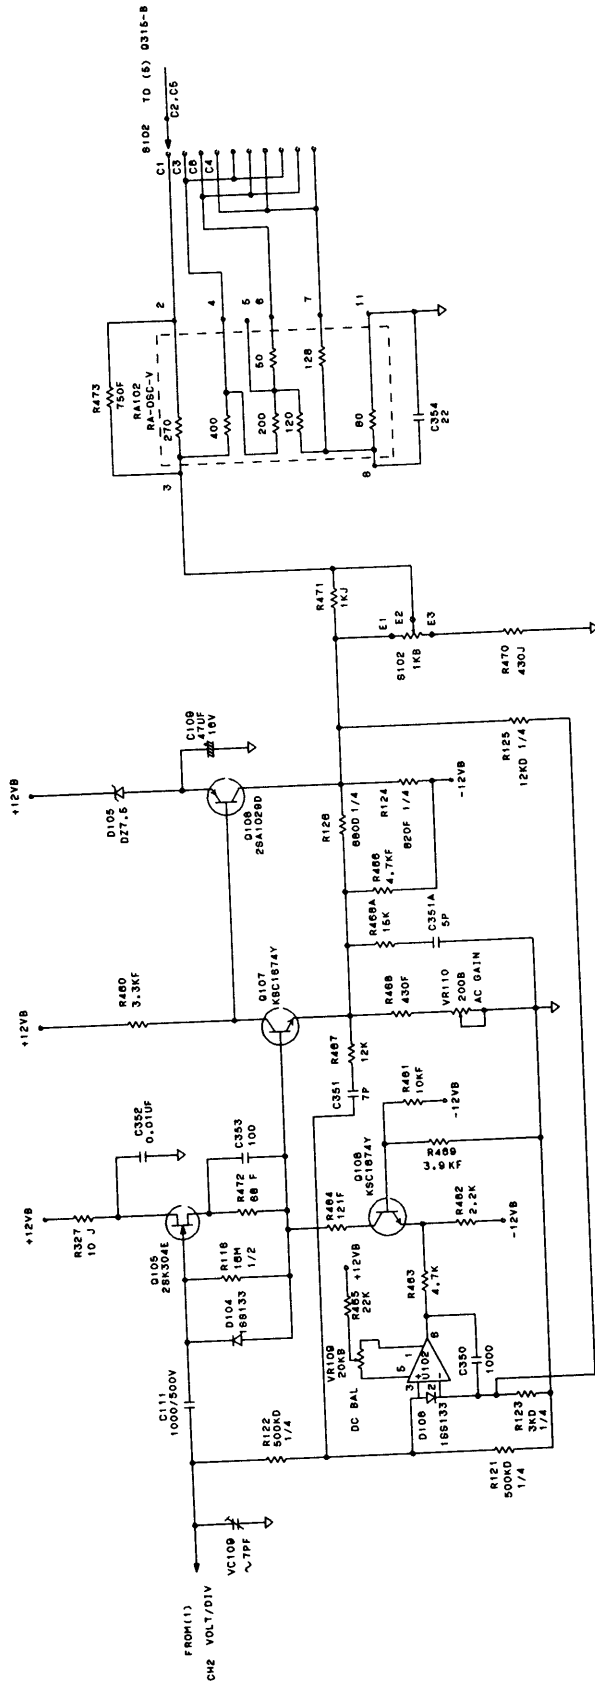 S102 TO (5) Q315-B
C2,C5
C1
C3
C6
C4
2
4
5
6
7
11
R473
750F
RA102
RA-OSC-V
270
400
200
50
120
128
80
C354
22
3
8
R471
1KJ
E1
E2
E3
S102
1KB
R470
430J
+12VB
D105
DZ7.5
C109
47UF
16V
Q108
2SA1029D
R126
680D 1/4
R124
820F 1/4
-12VB
R125
12KD 1/4
+12VB
R460
3.3KF
Q107
KSC1674Y
R466
4.7KF
R468A
15K
C351A
5P
R468
430F
VR110
200B
AC GAIN
R467
12K
C351
7P
+12VB
R327
10 J
C352
0.01UF
Q105
2SK304E
C353
100
R472
68 F
R116
16M
1/2
D104
1SS133
R464
121F
Q106
KSC1674Y
R461
10KF
-12VB
R469
3.9 KF
R462
2.2K
-12VB
R463
4.7K
+12VB
R465
22K
VR109
20KB
DC BAL
5
1
3
+
2
-
6
U102
D106
1SS133
C350
1000
R123
3KD
1/4
R121
500KD
1/4
R122
500KD
1/4
C111
1000/500V
VC109
~7PF
FROM(1)
CH2 VOLT/DIV